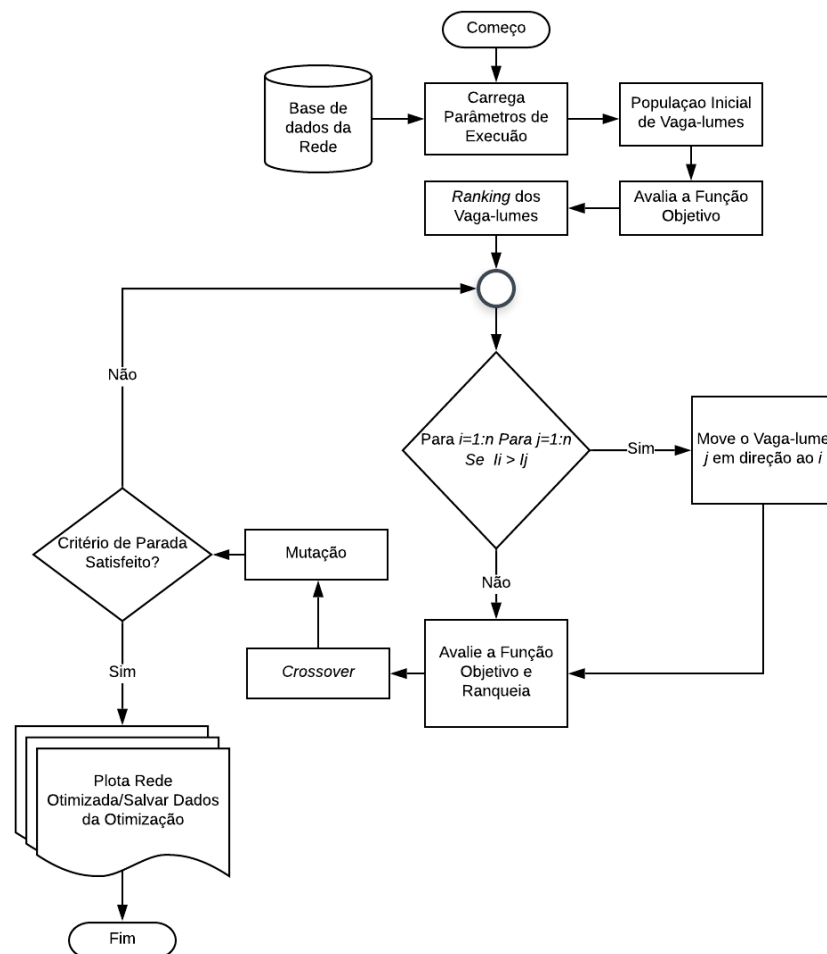 Começo
Base de
dados da
Rede
Carrega
Parâmetros de
Execuão
Populaçao Inicial
de Vaga-lumes
Ranking dos
Vaga-lumes
Avalia a Função
Objetivo
Não
Para i=1:n Para j=1:n
Se Ii > Ij
Sim
Move o Vaga-lume
j em direção ao i
Critério de Parada
Satisfeito?
Mutação
Não
Avalie a Função
Objetivo e
Ranqueia
Crossover
Sim
Plota Rede
Otimizada/Salvar Dados
da Otimização
Fim